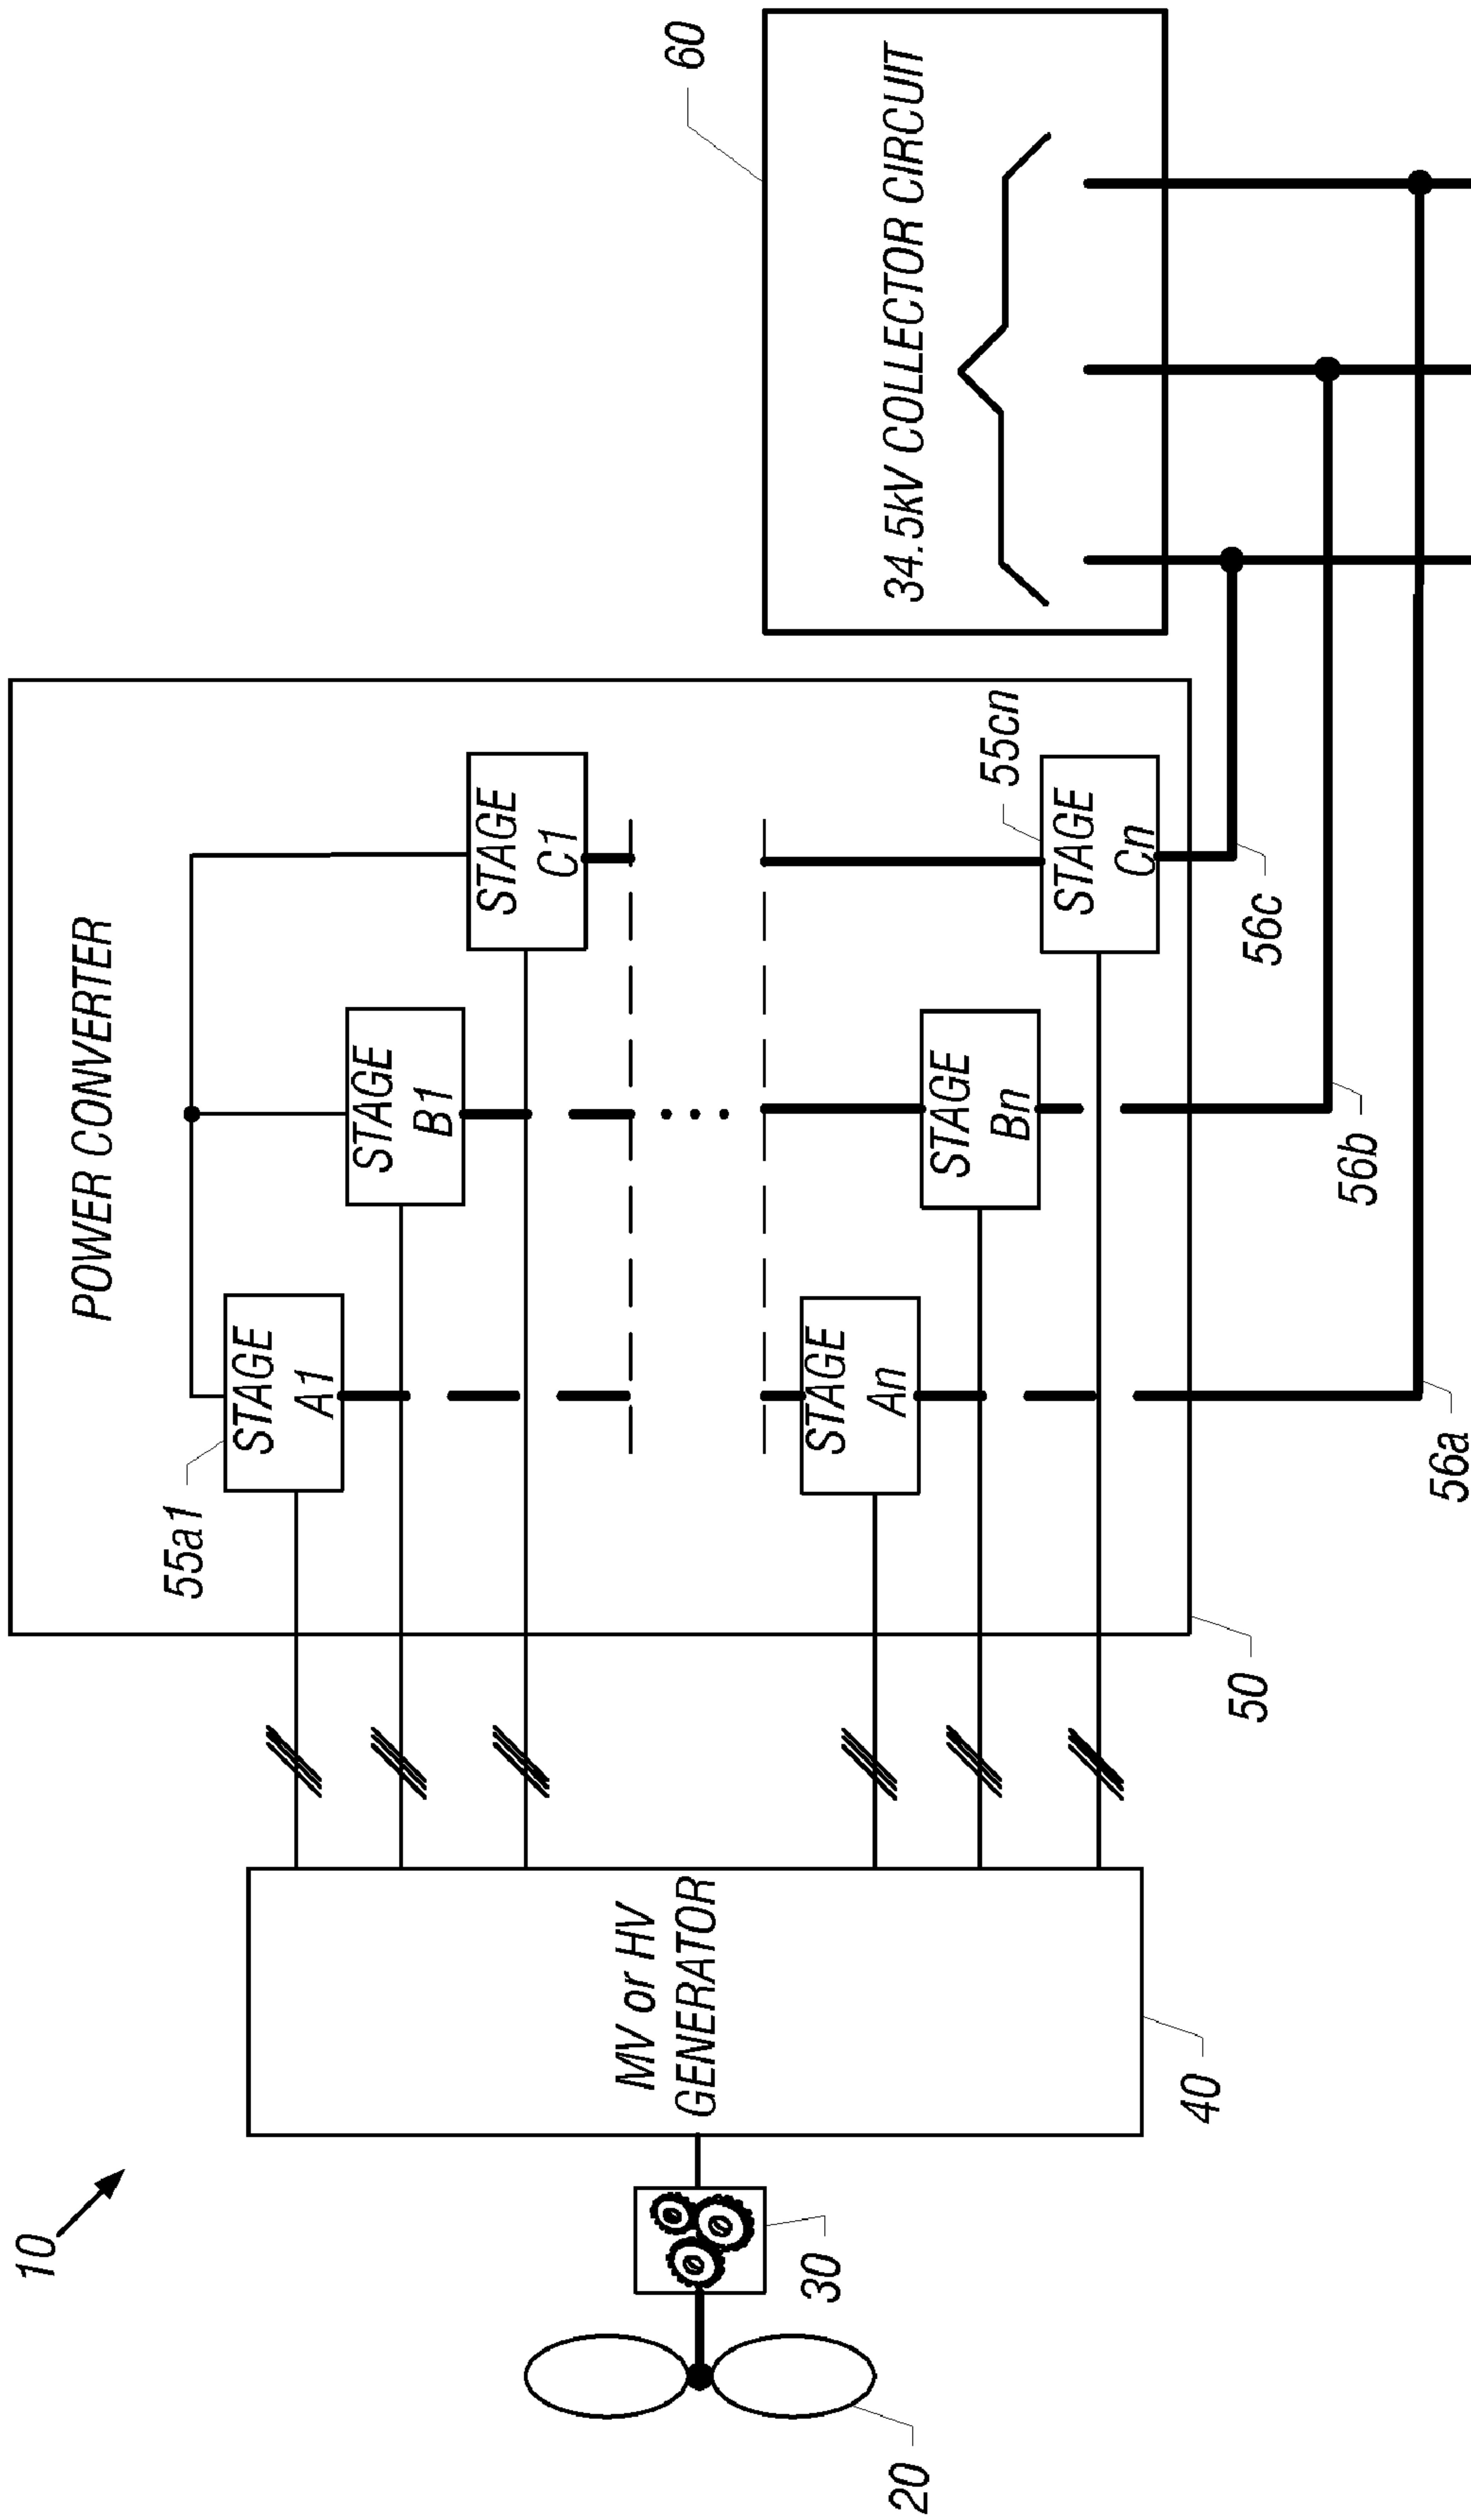 10
20
30
MV or HV
GENERATOR
40
POWER CONVERTER
50
55a1
STAGE
A1
STAGE
B1
STAGE
C1
STAGE
An
STAGE
Bn
STAGE
Cn
55cn
56a
56b
56c
60
34.5kV COLLECTOR CIRCUIT